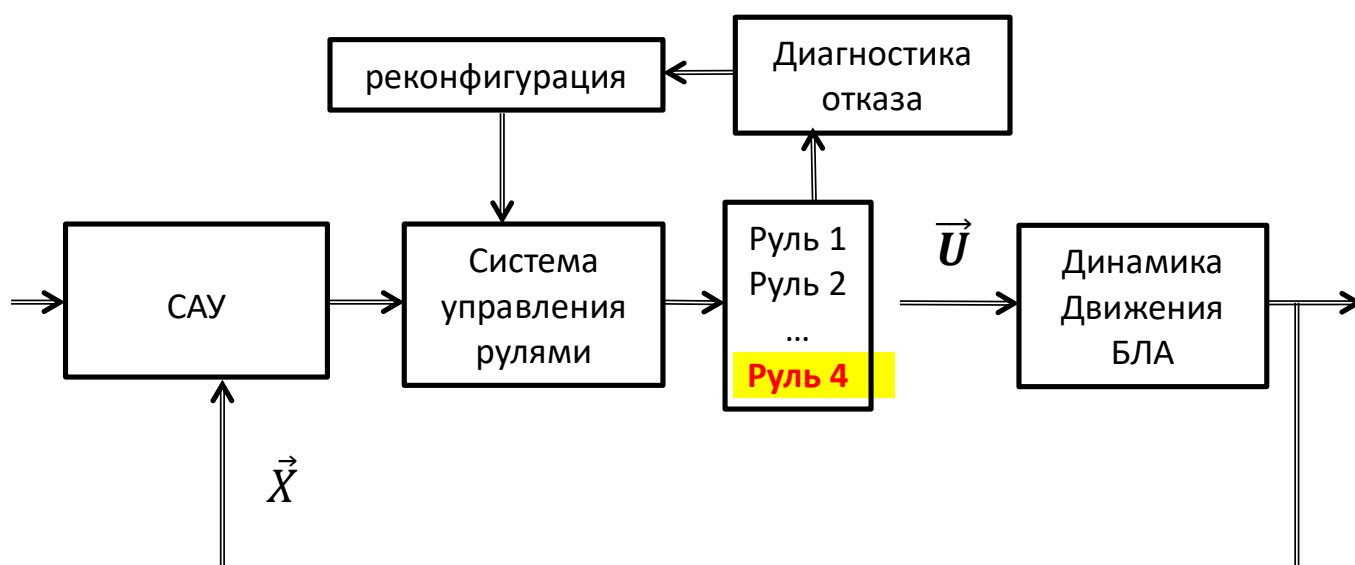 Диагностика
отказа
реконфигурация
САУ
Система
управления
рулями
Руль 1
Руль 2
...
Руль 4
U
Динамика
Движения
БЛА
X